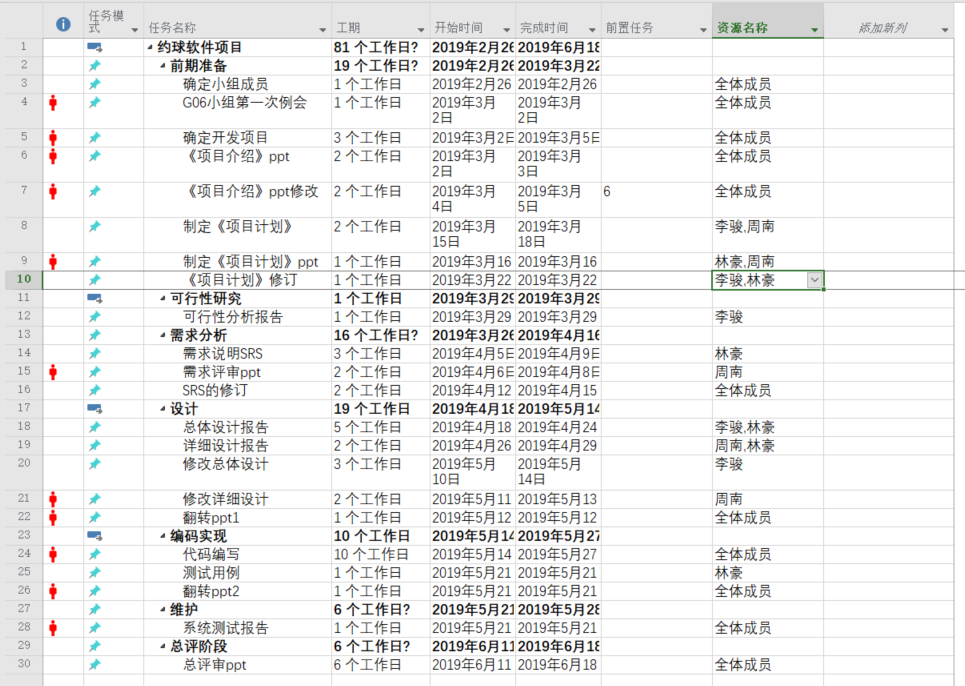 任务模式 任务名称 工期 开始时间 完成时间 前置任务 资源名称 添加新列
1 约球软件项目 81 个工作日? 2019年2月26 2019年6月18
2 前期准备 19 个工作日? 2019年2月26 2019年3月22
3 确定小组成员 1 个工作日 2019年2月26 2019年2月26 全体成员
4 G06小组第一次例会 1 个工作日 2019年3月2日 2019年3月2日 全体成员
5 确定开发项目 3 个工作日 2019年3月2日 2019年3月5日 全体成员
6 《项目介绍》ppt 2 个工作日 2019年3月2日 2019年3月3日 全体成员
7 《项目介绍》ppt修改 2 个工作日 2019年3月4日 2019年3月5日 6 全体成员
8 制定《项目计划》 2 个工作日 2019年3月15日 2019年3月18日 李骏,周南
9 制定《项目计划》ppt 1 个工作日 2019年3月16 2019年3月16 林豪,周南
10 《项目计划》修订 1 个工作日 2019年3月22 2019年3月22 李骏,林豪
11 可行性研究 1 个工作日 2019年3月29 2019年3月29
12 可行性分析报告 1 个工作日 2019年3月29 2019年3月29 李骏
13 需求分析 16 个工作日? 2019年3月26 2019年4月16
14 需求说明SRS 3 个工作日 2019年4月5日 2019年4月9日 林豪
15 需求评审ppt 2 个工作日 2019年4月6日 2019年4月8日 周南
16 SRS的修订 2 个工作日 2019年4月12 2019年4月15 全体成员
17 设计 19 个工作日 2019年4月18 2019年5月14
18 总体设计报告 5 个工作日 2019年4月18 2019年4月24 李骏,林豪
19 详细设计报告 2 个工作日 2019年4月26 2019年4月29 周南,林豪
20 修改总体设计 3 个工作日 2019年5月10日 2019年5月14日 李骏
21 修改详细设计 2 个工作日 2019年5月11 2019年5月13 周南
22 翻转ppt1 1 个工作日 2019年5月12 2019年5月12 全体成员
23 编码实现 10 个工作日 2019年5月14 2019年5月27
24 代码编写 10 个工作日 2019年5月14 2019年5月27 全体成员
25 测试用例 1 个工作日 2019年5月21 2019年5月21 林豪
26 翻转ppt2 1 个工作日 2019年5月21 2019年5月21 全体成员
27 维护 6 个工作日? 2019年5月21 2019年5月28
28 系统测试报告 1 个工作日 2019年5月21 2019年5月21 全体成员
29 总评阶段 6 个工作日? 2019年6月11 2019年6月18
30 总评审ppt 6 个工作日 2019年6月11 2019年6月18 全体成员